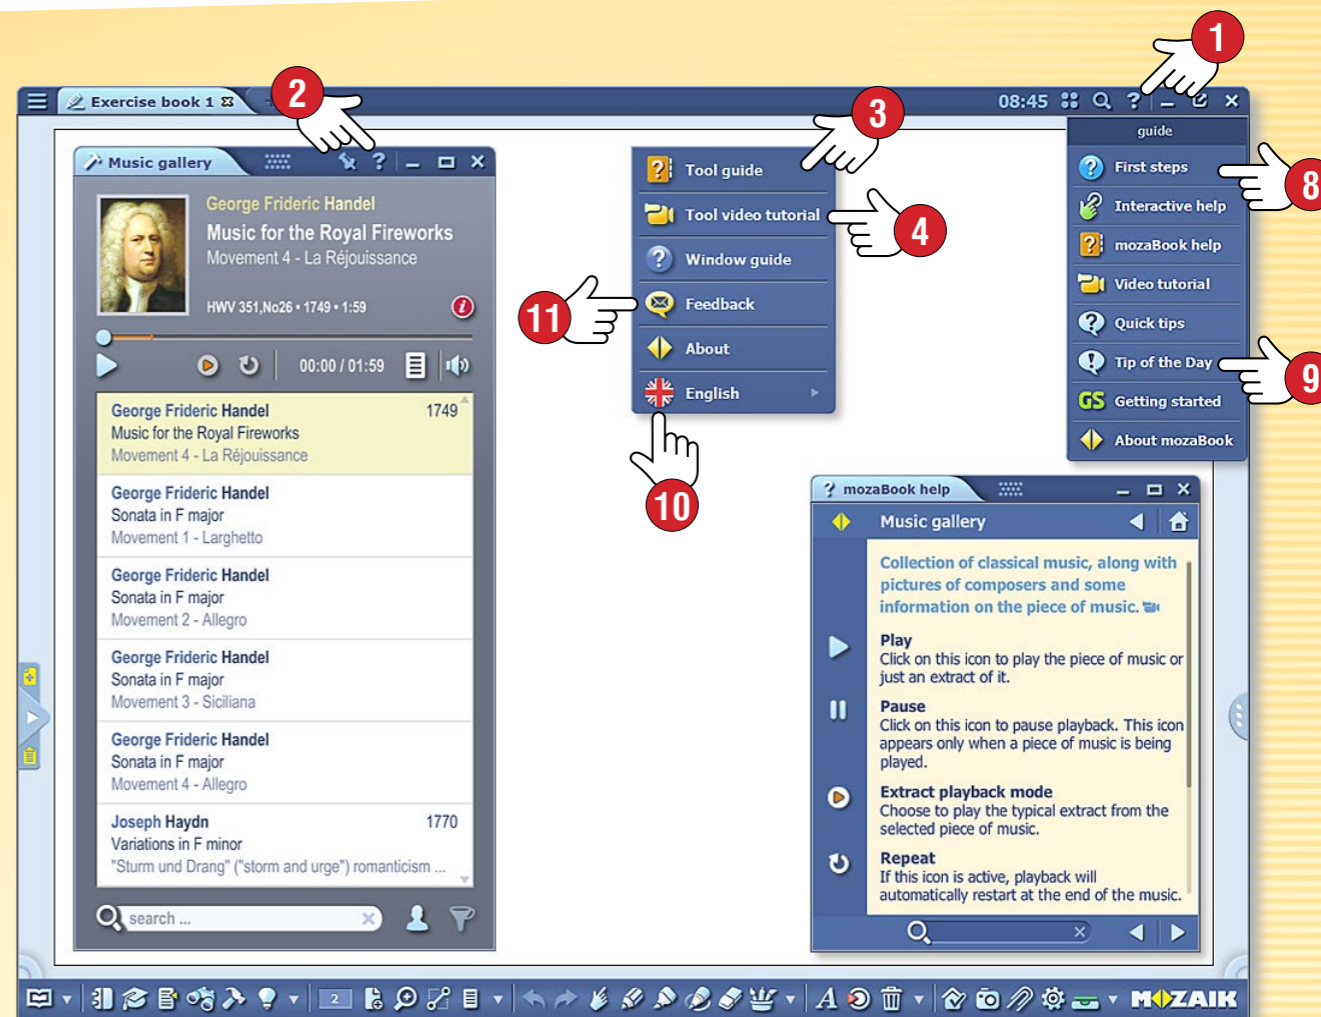 1
2
Exercise book 1
08:45
?
3
guide
Music gallery
?
Tool guide
First steps
8
George Frideric Handel
Tool video tutorial
4
Interactive help
Music for the Royal Fireworks
Movement 4 - La Réjouissance
Window guide
mozaBook help
HWV 351,No26 • 1749 • 1:59
i
11
Feedback
Video tutorial
Quick tips
00:00 / 01:59
About
Tip of the Day
9
English
GS Getting started
George Frideric Handel 1749
Music for the Royal Fireworks
Movement 4 - La Réjouissance
About mozaBook
10
George Frideric Handel
Sonata in F major
Movement 1 - Larghetto
George Frideric Handel
Sonata in F major
Movement 2 - Allegro
George Frideric Handel
Sonata in F major
Movement 3 - Siciliana
George Frideric Handel
Sonata in F major
Movement 4 - Allegro
Joseph Haydn 1770
Variations in F minor
"Sturm und Drang" ("storm and urge") romanticism ...
search ...
? mozaBook help
Music gallery
Collection of classical music, along with
pictures of composers and some
information on the piece of music.
Play
Click on this icon to play the piece of music or
just an extract of it.
Pause
Click on this icon to pause playback. This icon
appears only when a piece of music is being
played.
Extract playback mode
Choose to play the typical extract from the
selected piece of music.
Repeat
If this icon is active, playback will
automatically restart at the end of the music.
2
A
MOZAIK